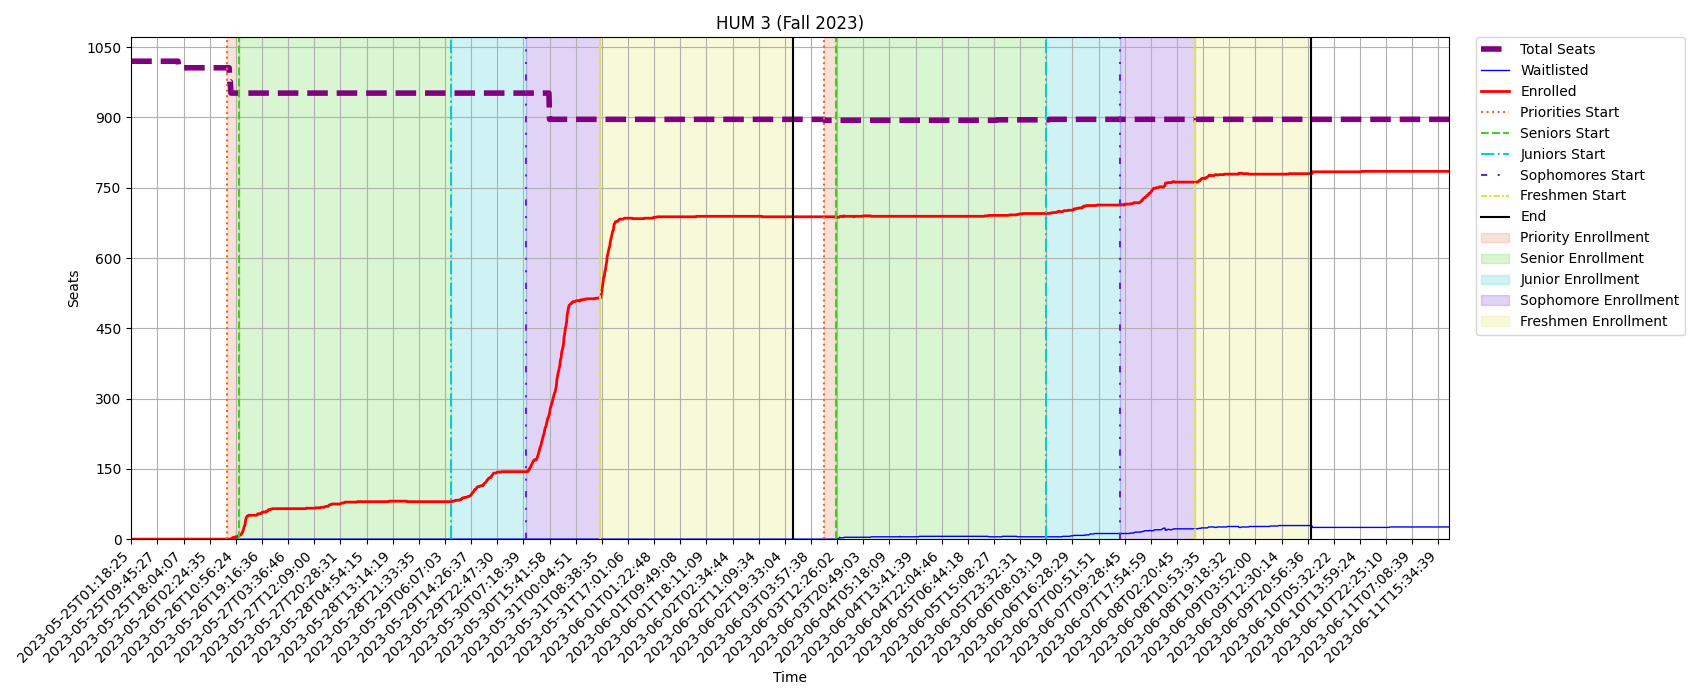 HUM 3 (Fall 2023)
1050
900
750
600
450
300
150
0
Seats
2023-05-25T01:18:25
2023-05-25T09:45:27
2023-05-25T18:04:07
2023-05-26T02:24:35
2023-05-26T10:56:24
2023-05-26T19:16:36
2023-05-27T03:36:46
2023-05-27T12:09:00
2023-05-27T20:28:31
2023-05-28T04:54:15
2023-05-28T13:14:19
2023-05-28T21:33:35
2023-05-29T06:07:03
2023-05-29T14:26:37
2023-05-29T22:47:30
2023-05-30T07:18:39
2023-05-30T15:41:58
2023-05-31T00:04:51
2023-05-31T08:38:35
2023-05-31T17:01:06
2023-06-01T01:22:48
2023-06-01T09:49:08
2023-06-01T18:11:09
2023-06-02T02:34:44
2023-06-02T11:09:34
2023-06-02T19:33:04
2023-06-03T03:57:38
2023-06-03T12:26:02
2023-06-03T20:49:03
2023-06-04T05:18:09
2023-06-04T13:41:39
2023-06-04T22:04:46
2023-06-05T06:44:18
2023-06-05T15:08:27
2023-06-05T23:32:31
2023-06-06T08:03:19
2023-06-06T16:28:29
2023-06-07T00:51:51
2023-06-07T09:28:45
2023-06-07T17:54:59
2023-06-08T02:20:45
2023-06-08T10:53:35
2023-06-08T19:18:32
2023-06-09T03:52:00
2023-06-09T12:30:14
2023-06-09T20:56:36
2023-06-10T05:32:22
2023-06-10T13:59:24
2023-06-10T22:25:10
2023-06-11T07:08:39
2023-06-11T15:34:39
Time
Total Seats
Waitlisted
Enrolled
Priorities Start
Seniors Start
Juniors Start
Sophomores Start
Freshmen Start
End
Priority Enrollment
Senior Enrollment
Junior Enrollment
Sophomore Enrollment
Freshmen Enrollment